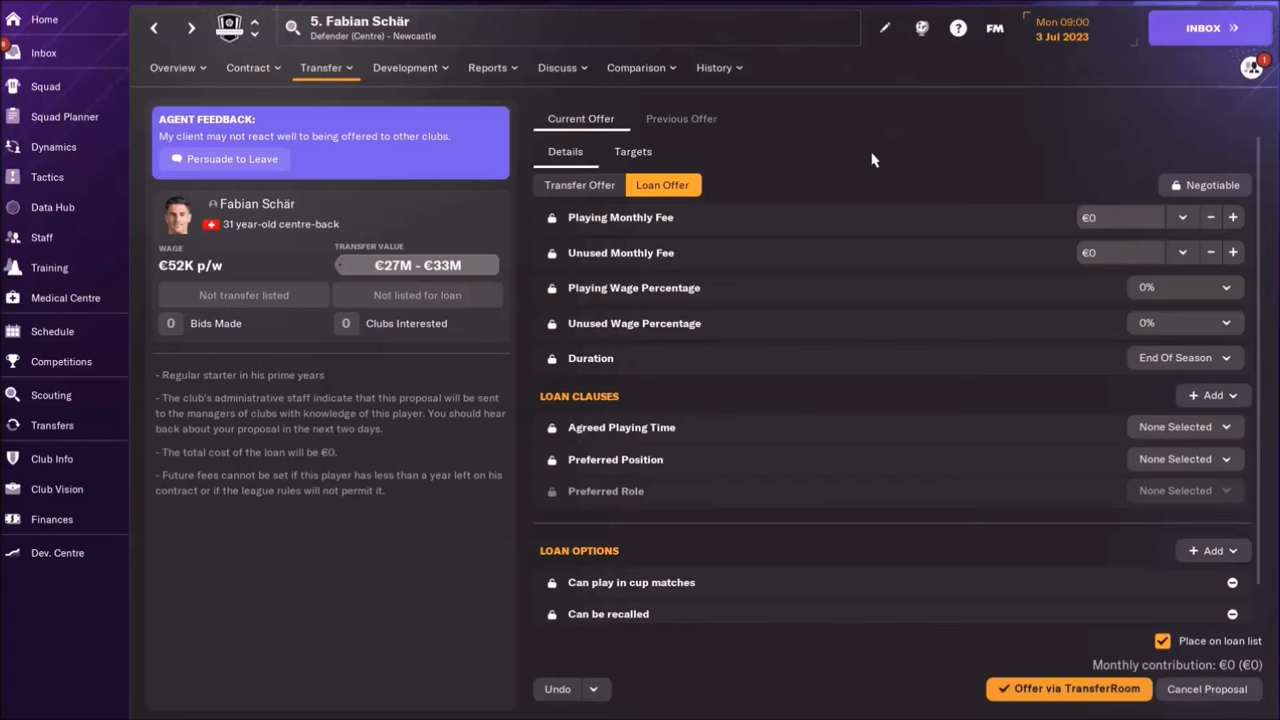 Home
Inbox
Squad
Squad Planner
Dynamics
Tactics
Data Hub
Staff
Training
Medical Centre
Schedule
Competitions
Scouting
Transfers
Club Info
Club Vision
Finances
Dev. Centre
5. Fabian Schär
Defender (Centre) - Newcastle
FM
Mon 09:00
3 Jul 2023
INBOX
1
Overview
Contract
Transfer
Development
Reports
Discuss
Comparison
History
AGENT FEEDBACK:
My client may not react well to being offered to other clubs.
Persuade to Leave
Fabian Schär
31 year-old centre-back
WAGE
€52K p/w
TRANSFER VALUE
€27M - €33M
Not transfer listed
Not listed for loan
0 Bids Made
0 Clubs Interested
- Regular starter in his prime years
- The club's administrative staff indicate that this proposal will be sent
to the managers of clubs with knowledge of this player. You should hear
back about your proposal in the next two days.
- The total cost of the loan will be €0.
- Future fees cannot be set if this player has less than a year left on his
contract or if the league rules will not permit it.
Current Offer
Previous Offer
Details
Targets
Transfer Offer
Loan Offer
Negotiable
Playing Monthly Fee €0
Unused Monthly Fee €0
Playing Wage Percentage 0%
Unused Wage Percentage 0%
Duration End Of Season
LOAN CLAUSES
Add
Agreed Playing Time None Selected
Preferred Position None Selected
Preferred Role None Selected
LOAN OPTIONS
Add
Can play in cup matches
Can be recalled
Place on loan list
Monthly contribution: €0 (€0)
Undo
Offer via TransferRoom
Cancel Proposal